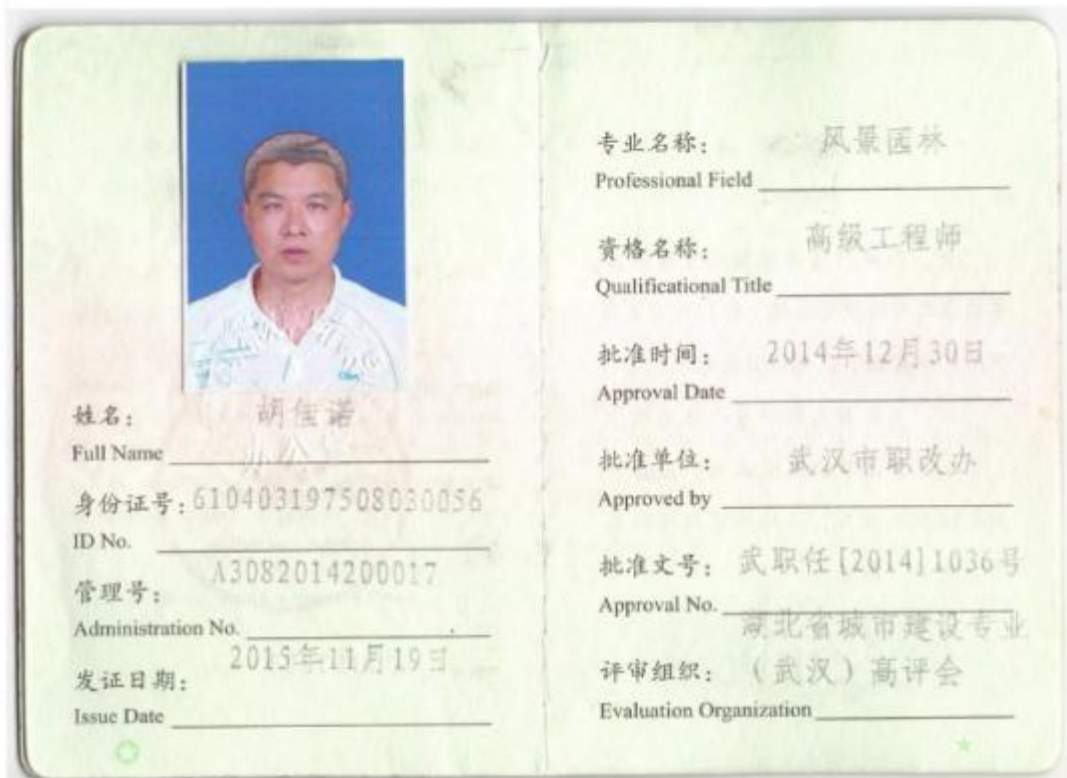 姓名:
胡佳诺
Full Name
身份证号:610403197508030056
ID No.
管理号:
A3082014200017
Administration No.
发证日期:
2015年11月19日
Issue Date
专业名称:
风景园林
Professional Field
资格名称:
高级工程师
Qualificational Title
批准时间:
2014年12月30日
Approval Date
批准单位:
武汉市职改办
Approved by
批准文号:
武职任[2014]1036号
Approval No.
湖北省城市建设专业
评审组织:
(武汉)高评会
Evaluation Organization